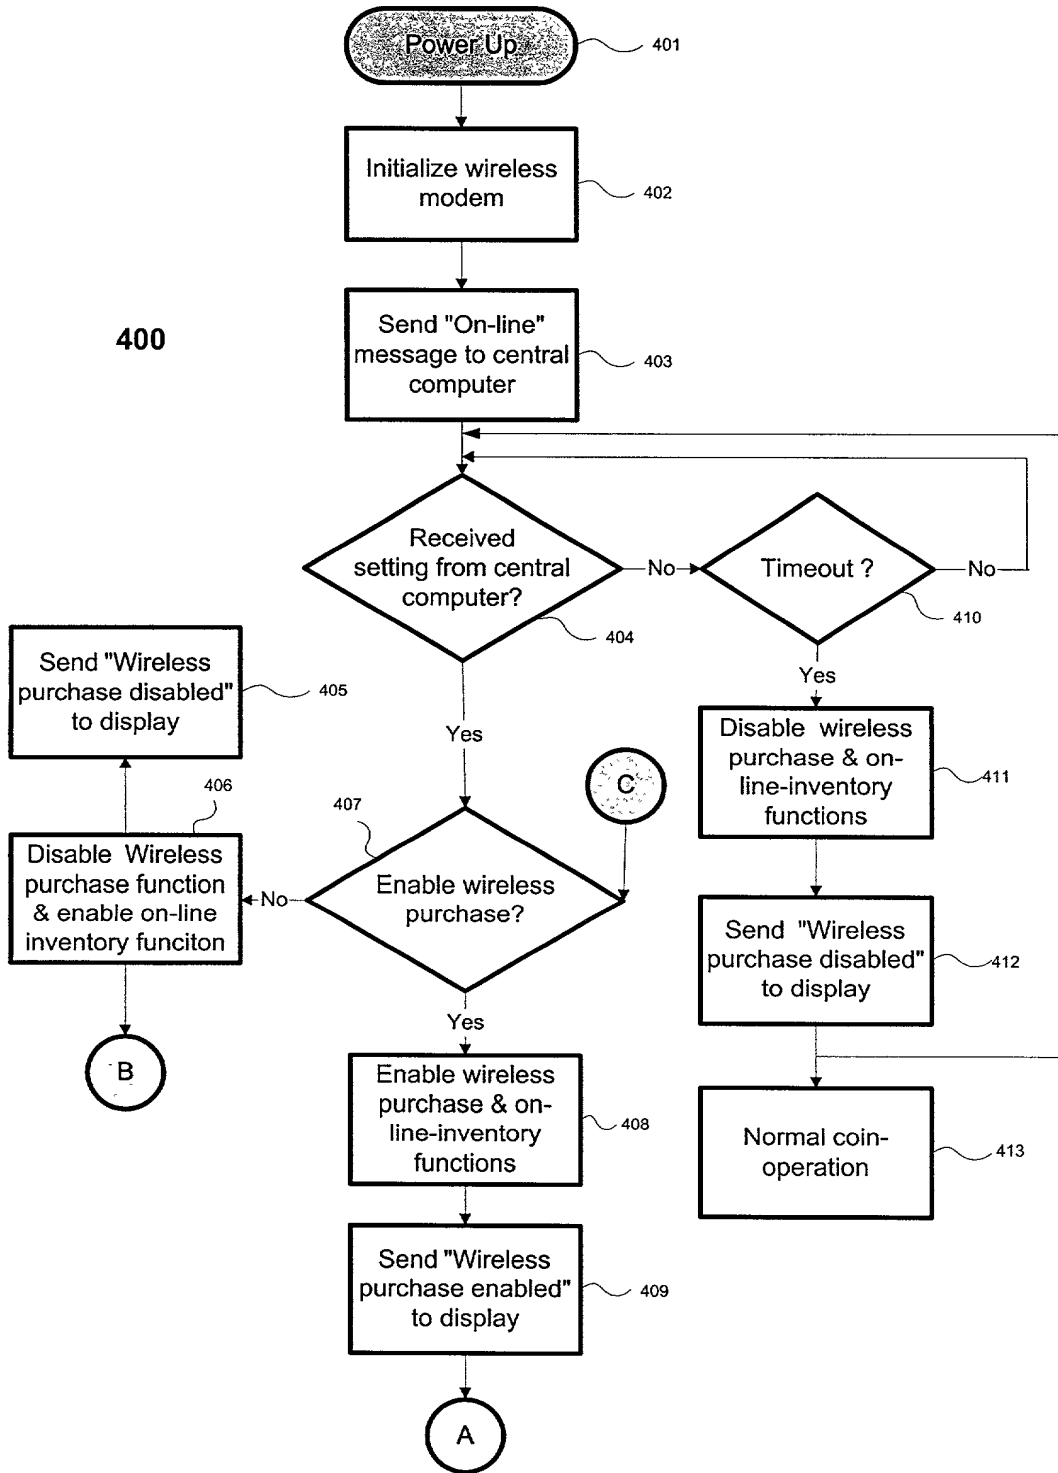 Power Up
401
Initialize wireless
modem
402
400
Send "On-line"
message to central
computer
403
Received
setting from central
computer?
404
No
Timeout ?
410
No
Send "Wireless
purchase disabled"
to display
405
Yes
Yes
Disable wireless
purchase & on-
line-inventory
functions
411
C
406
407
Disable Wireless
purchase function
& enable on-line
inventory funciton
No
Enable wireless
purchase?
Send "Wireless
purchase disabled"
to display
412
Yes
B
Enable wireless
purchase & on-
line-inventory
functions
408
Normal coin-
operation
413
Send "Wireless
purchase enabled"
to display
409
A